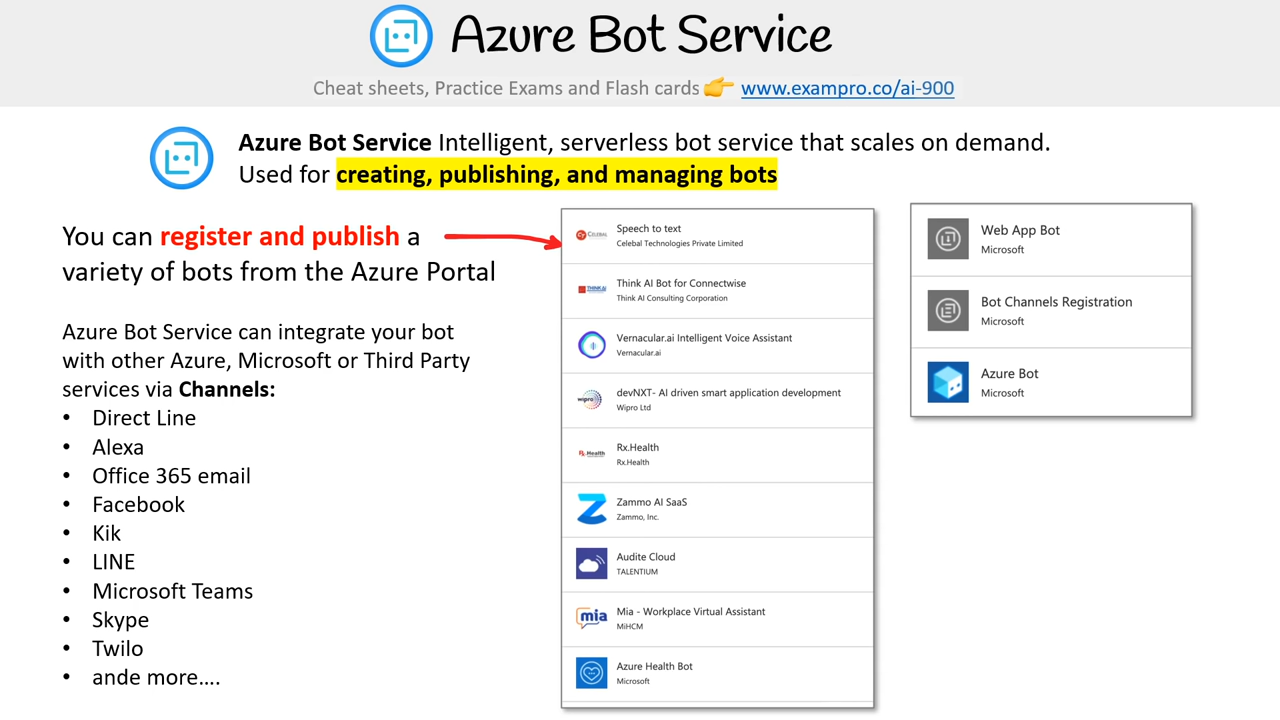 Azure Bot Service
Cheat sheets, Practice Exams and Flash cards 👉 www.exampro.co/ai-900
Azure Bot Service Intelligent, serverless bot service that scales on demand.
Used for creating, publishing, and managing bots
You can register and publish a
variety of bots from the Azure Portal
Azure Bot Service can integrate your bot
with other Azure, Microsoft or Third Party
services via Channels:
• Direct Line
• Alexa
• Office 365 email
• Facebook
• Kik
• LINE
• Microsoft Teams
• Skype
• Twilo
• ande more....
CELEBAL
Speech to text
Celebal Technologies Private Limited
THINK AI
Think AI Bot for Connectwise
Think AI Consulting Corporation
Vernacular.ai Intelligent Voice Assistant
Vernacular.ai
wipro
devNXT- AI driven smart application development
Wipro Ltd
Rx.Health
Rx.Health
Rx.Health
Zammo AI SaaS
Zammo, Inc.
Audite Cloud
TALENTIUM
mia
Mia - Workplace Virtual Assistant
MiHCM
Azure Health Bot
Microsoft
Web App Bot
Microsoft
Bot Channels Registration
Microsoft
Azure Bot
Microsoft